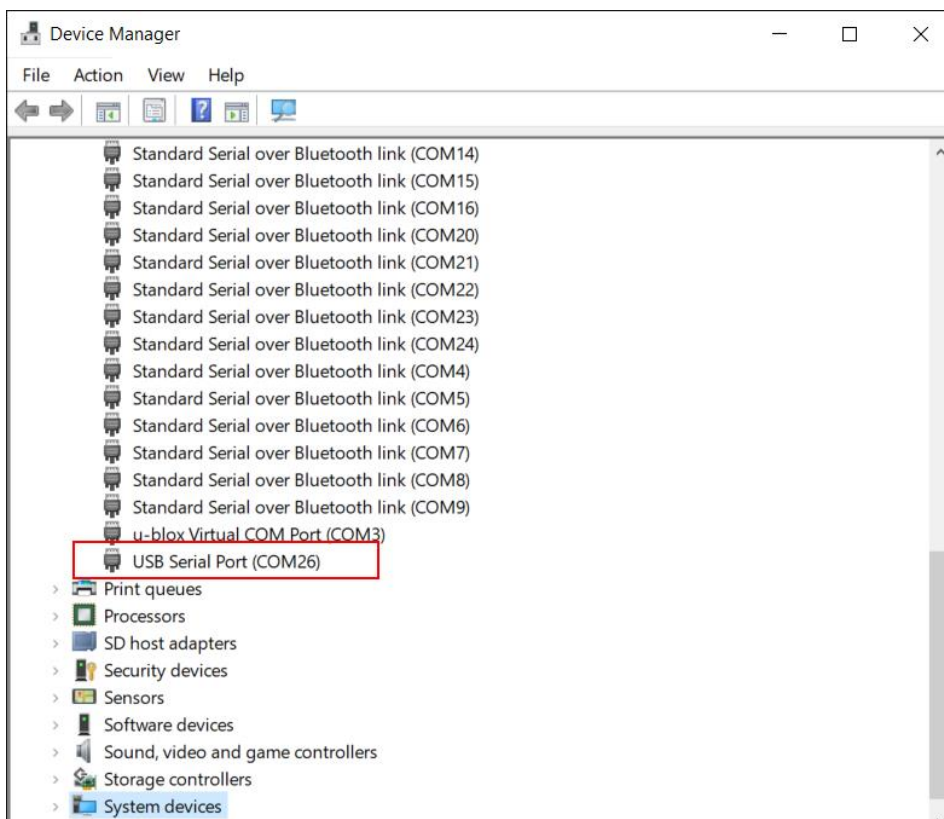 Device Manager
File Action View Help
Standard Serial over Bluetooth link (COM14)
Standard Serial over Bluetooth link (COM15)
Standard Serial over Bluetooth link (COM16)
Standard Serial over Bluetooth link (COM20)
Standard Serial over Bluetooth link (COM21)
Standard Serial over Bluetooth link (COM22)
Standard Serial over Bluetooth link (COM23)
Standard Serial over Bluetooth link (COM24)
Standard Serial over Bluetooth link (COM4)
Standard Serial over Bluetooth link (COM5)
Standard Serial over Bluetooth link (COM6)
Standard Serial over Bluetooth link (COM7)
Standard Serial over Bluetooth link (COM8)
Standard Serial over Bluetooth link (COM9)
u-blox Virtual COM Port (COM3)
USB Serial Port (COM26)
Print queues
Processors
SD host adapters
Security devices
Sensors
Software devices
Sound, video and game controllers
Storage controllers
System devices